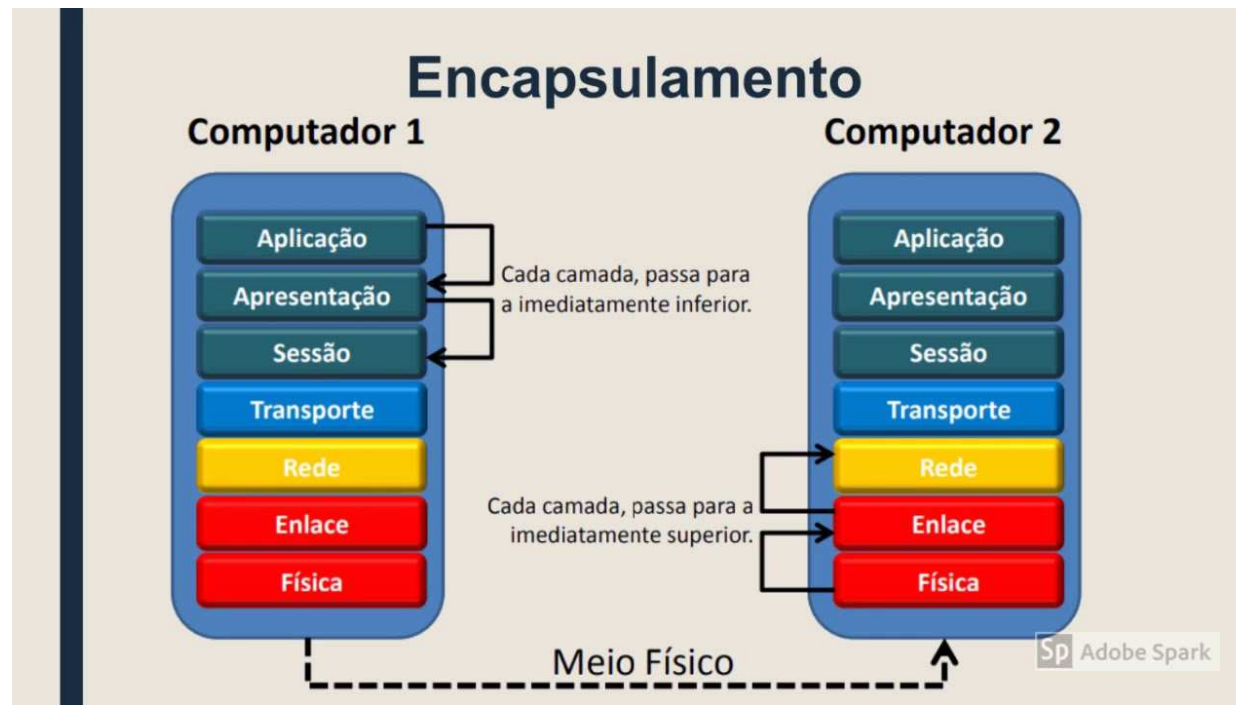 Encapsulamento
Computador 1
Computador 2
Aplicação
Apresentação
Sessão
Transporte
Rede
Enlace
Física
Cada camada, passa para
a imediatamente inferior.
Cada camada, passa para a
imediatamente superior.
Aplicação
Apresentação
Sessão
Transporte
Rede
Enlace
Física
Meio Físico
Sp Adobe Spark